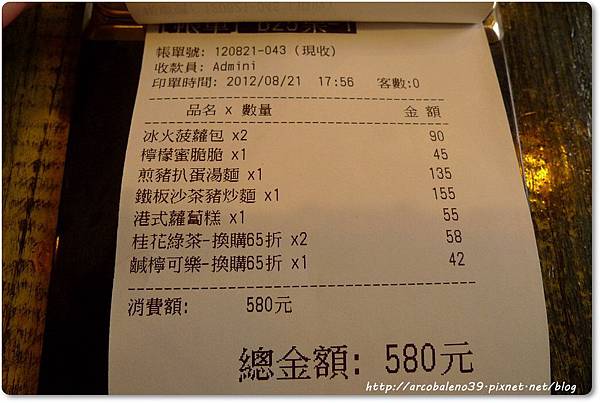 帳單號: 120821-043 (現收)
收款員: Admini
印單時間: 2012/08/21 17:56 客數:0
品名 x 數量 金 額
冰火菠蘿包 x2 90
檸檬蜜脆脆 x1 45
煎豬扒蛋湯麵 x1 135
鐵板沙茶豬炒麵 x1 155
港式蘿蔔糕 x1 55
桂花綠茶-換購65折 x2 58
鹹檸可樂-換購65折 x1 42
消費額: 580元
總金額: 580元
http://arcobaleno39.pixnet.net/blog